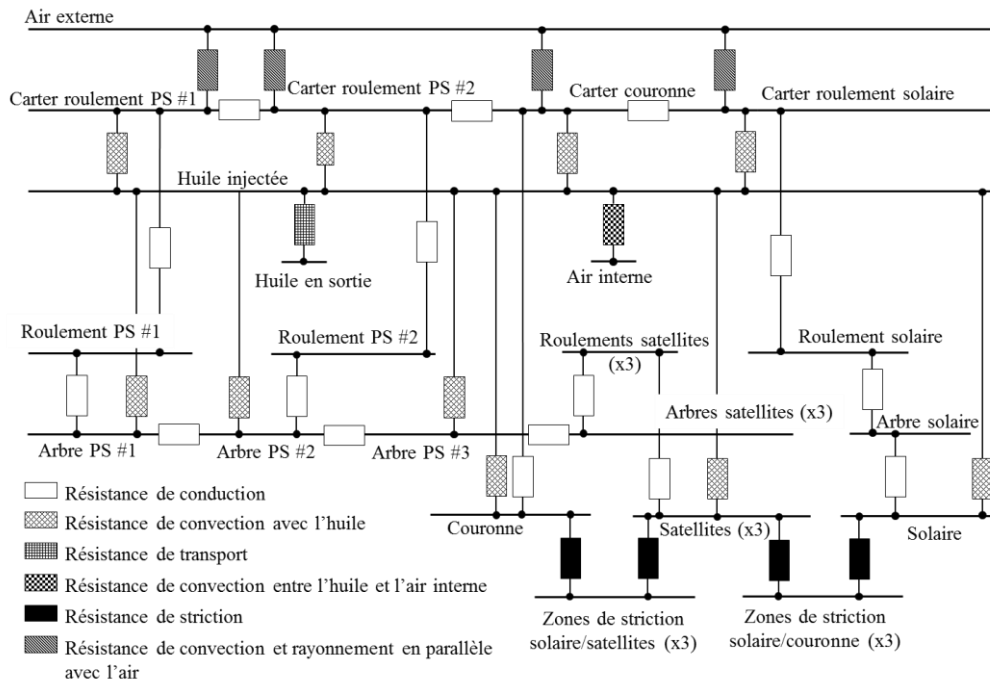 Air externe
Carter roulement PS #1
Carter roulement PS #2
Carter couronne
Carter roulement solaire
Huile injectée
Huile en sortie
Air interne
Roulement PS #1
Roulement PS #2
Roulements satellites
(x3)
Roulement solaire
Arbres satellites (x3)
Arbre solaire
Arbre PS #1
Arbre PS #2
Arbre PS #3
Couronne
Satellites (x3)
Solaire
Zones de striction
solaire/satellites (x3)
Zones de striction
solaire/couronne (x3)
Résistance de conduction
Résistance de convection avec l'huile
Résistance de transport
Résistance de convection entre l'huile et l'air interne
Résistance de striction
Résistance de convection et rayonnement en parallèle
avec l'air